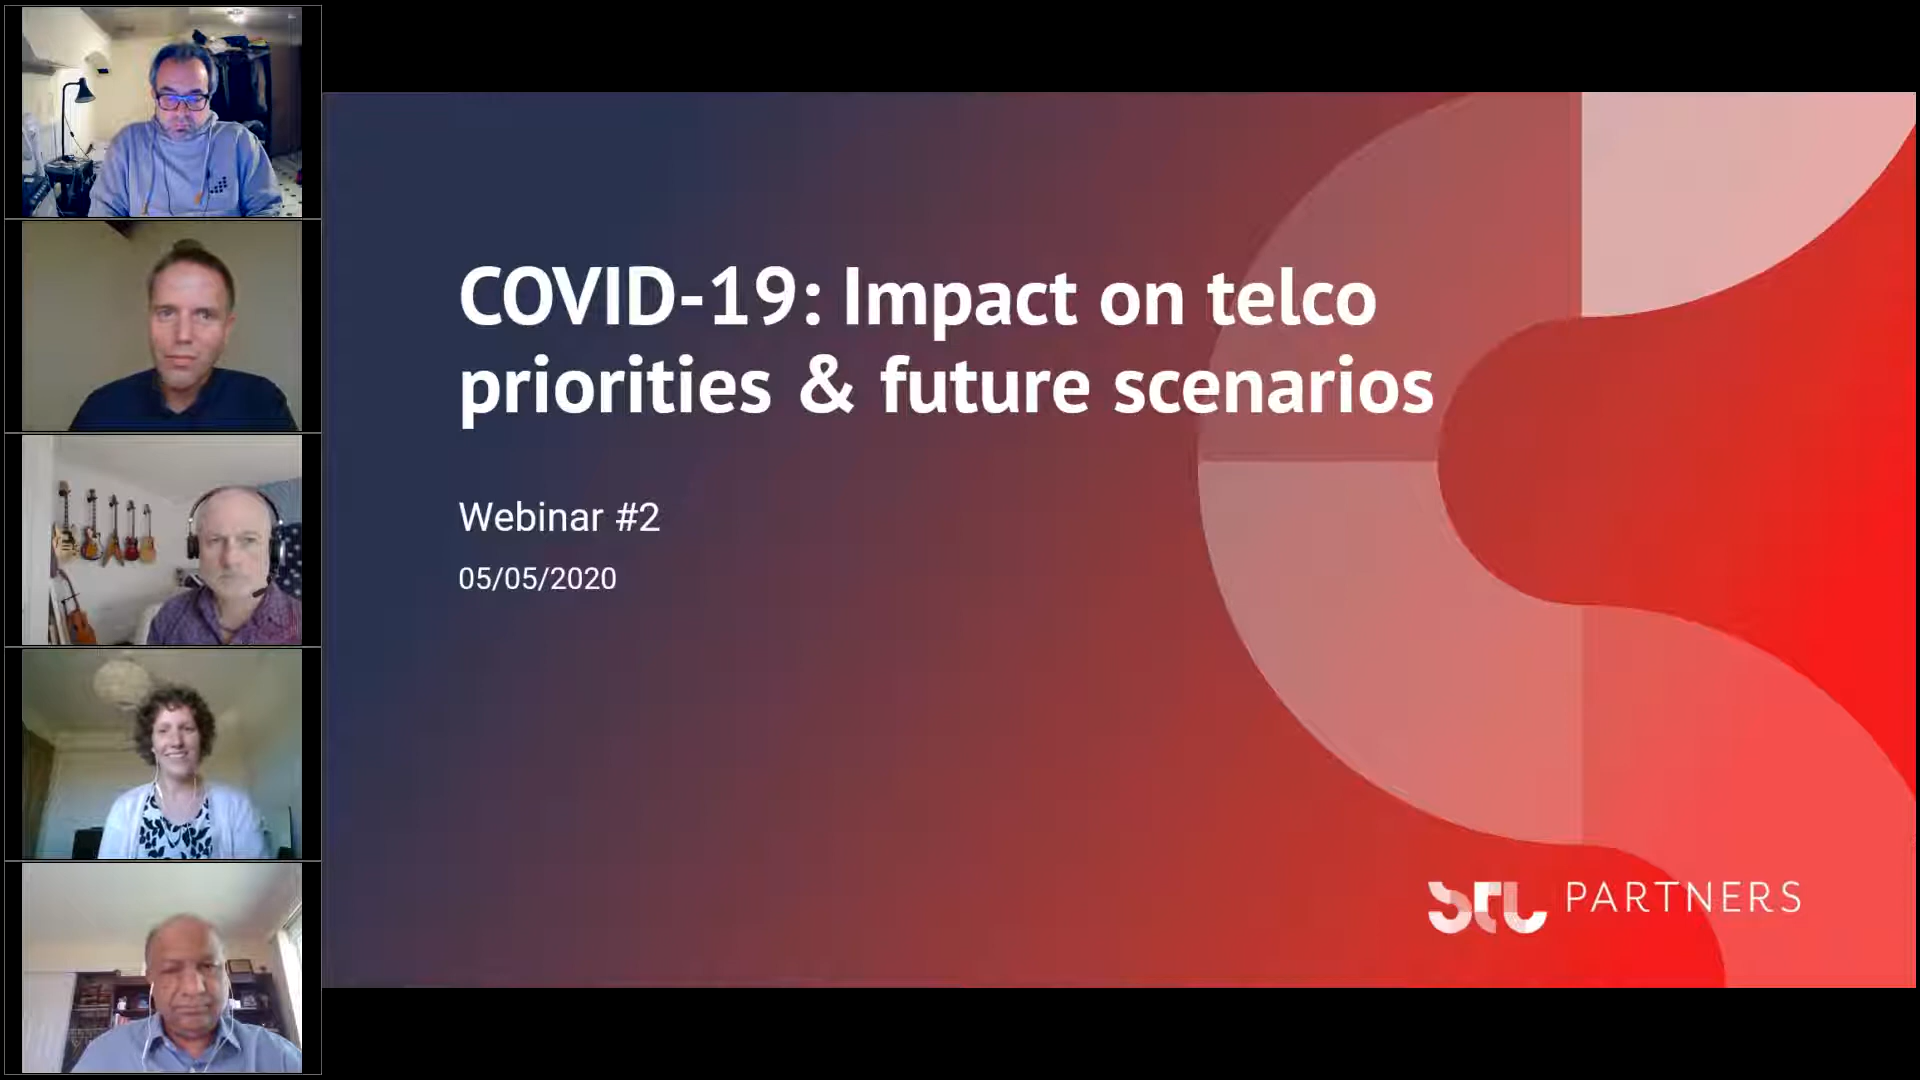 COVID-19: Impact on telco
priorities & future scenarios
Webinar #2
05/05/2020
STL PARTNERS